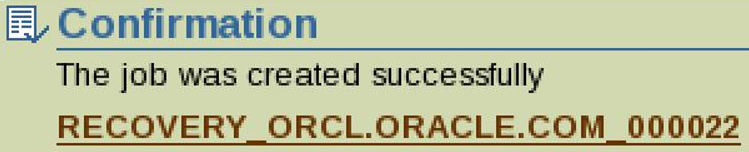 Confirmation
The job was created successfully
RECOVERY_ORCL.ORACLE.COM_000022